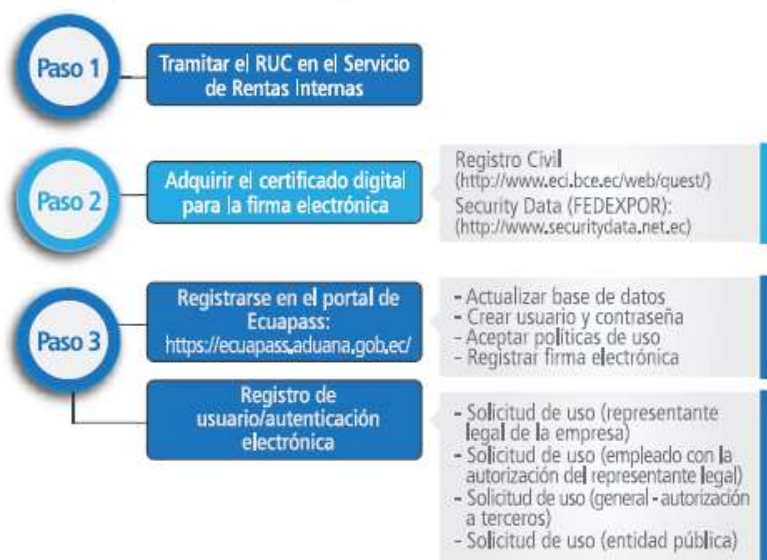 Paso 1
Tramitar el RUC en el Servicio
de Rentas Internas
Paso 2
Adquirir el certificado digital
para la firma electrónica
Registro Civil
(http://www.eci.bce.ec/web/quest/)
Security Data (FEDEXPOR):
(http://www.securitydata.net.ec)
Paso 3
Registrarse en el portal de
Ecuapass:
https://ecuapass.aduana.gob.ec/
- Actualizar base de datos
- Crear usuario y contraseña
- Aceptar políticas de uso
- Registrar firma electrónica
Registro de
usuario/autenticación
electrónica
- Solicitud de uso (representante
legal de la empresa)
- Solicitud de uso (empleado con la
autorización del representante legal)
- Solicitud de uso (general - autorización
a terceros)
- Solicitud de uso (entidad pública)